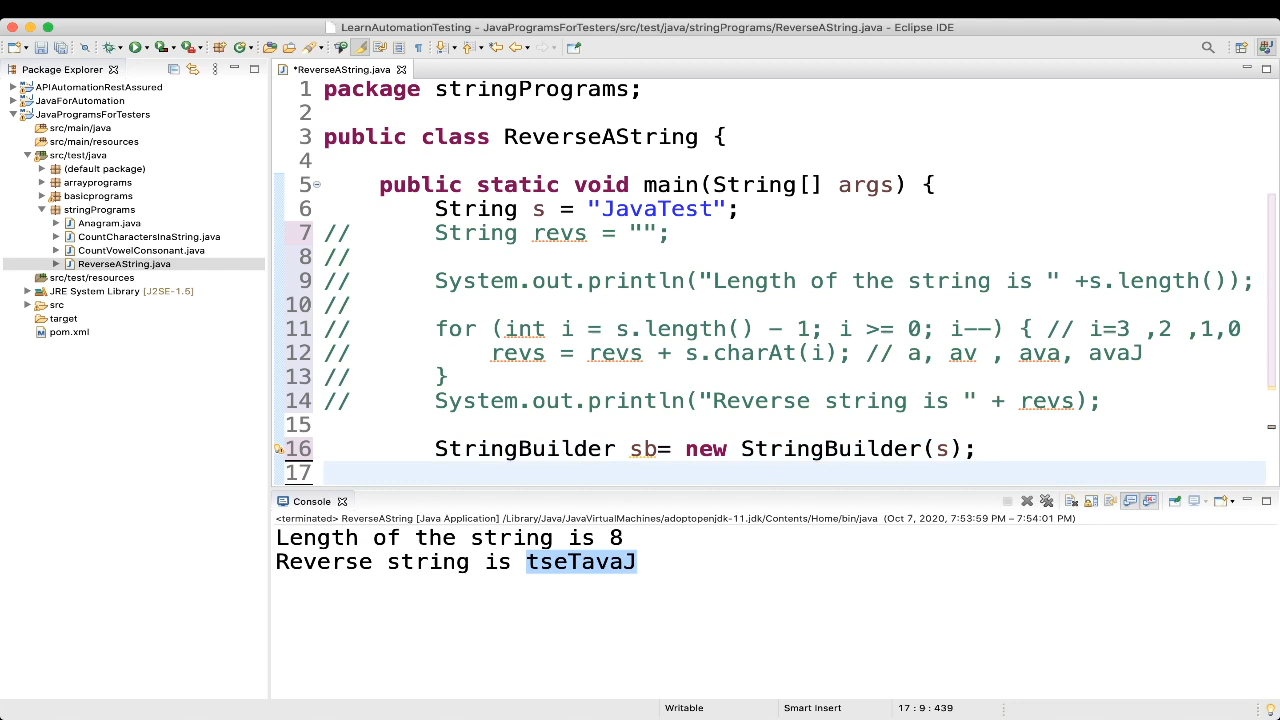 LearnAutomationTesting - JavaProgramsForTesters/src/test/java/stringPrograms/ReverseAString.java - Eclipse IDE
Package Explorer
APIAutomationRestAssured
JavaForAutomation
JavaProgramsForTesters
src/main/java
src/main/resources
src/test/java
(default package)
arrayprograms
basicprograms
stringPrograms
Anagram.java
CountCharactersInaString.java
CountVowelConsonant.java
ReverseAString.java
src/test/resources
JRE System Library [J2SE-1.5]
src
target
pom.xml
*ReverseAString.java
1 package stringPrograms;
2
3 public class ReverseAString {
4
5 public static void main(String[] args) {
6 String s = "JavaTest";
7 // String revs = "";
8 //
9 // System.out.println("Length of the string is " +s.length());
10 //
11 // for (int i = s.length() - 1; i >= 0; i--) { // i=3 ,2 ,1,0
12 // revs = revs + s.charAt(i); // a, av , ava, avaJ
13 // }
14 // System.out.println("Reverse string is " + revs);
15
16 StringBuilder sb= new StringBuilder(s);
17
Console
<terminated> ReverseAString [Java Application] /Library/Java/JavaVirtualMachines/adoptopenjdk-11.jdk/Contents/Home/bin/java (Oct 7, 2020, 7:53:59 PM – 7:54:01 PM)
Length of the string is 8
Reverse string is tseTavaJ
Writable
Smart Insert
17 : 9 : 439